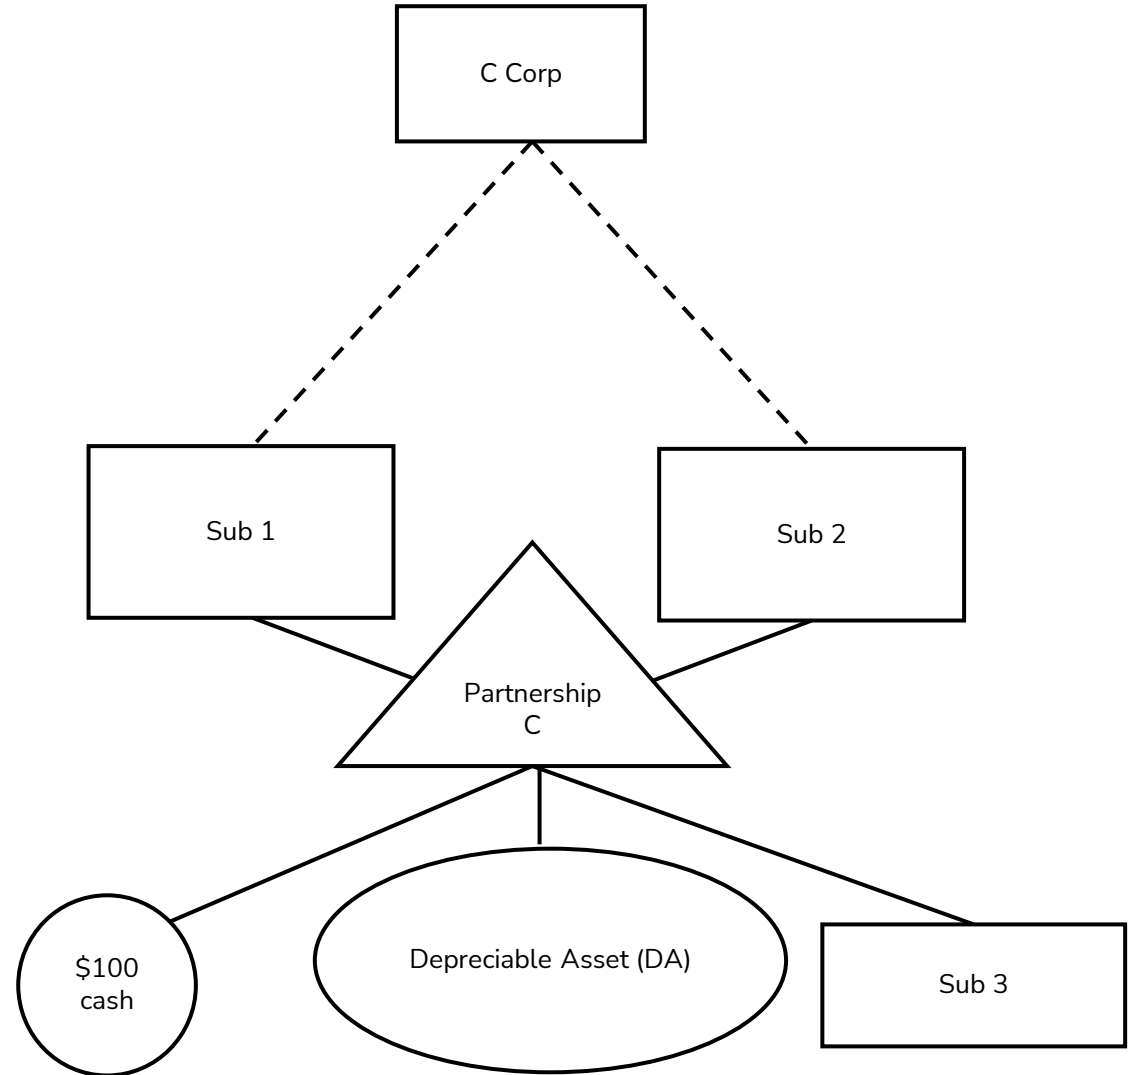 C Corp
Sub 1
Sub 2
Partnership
C
$100
cash
Depreciable Asset (DA)
Sub 3